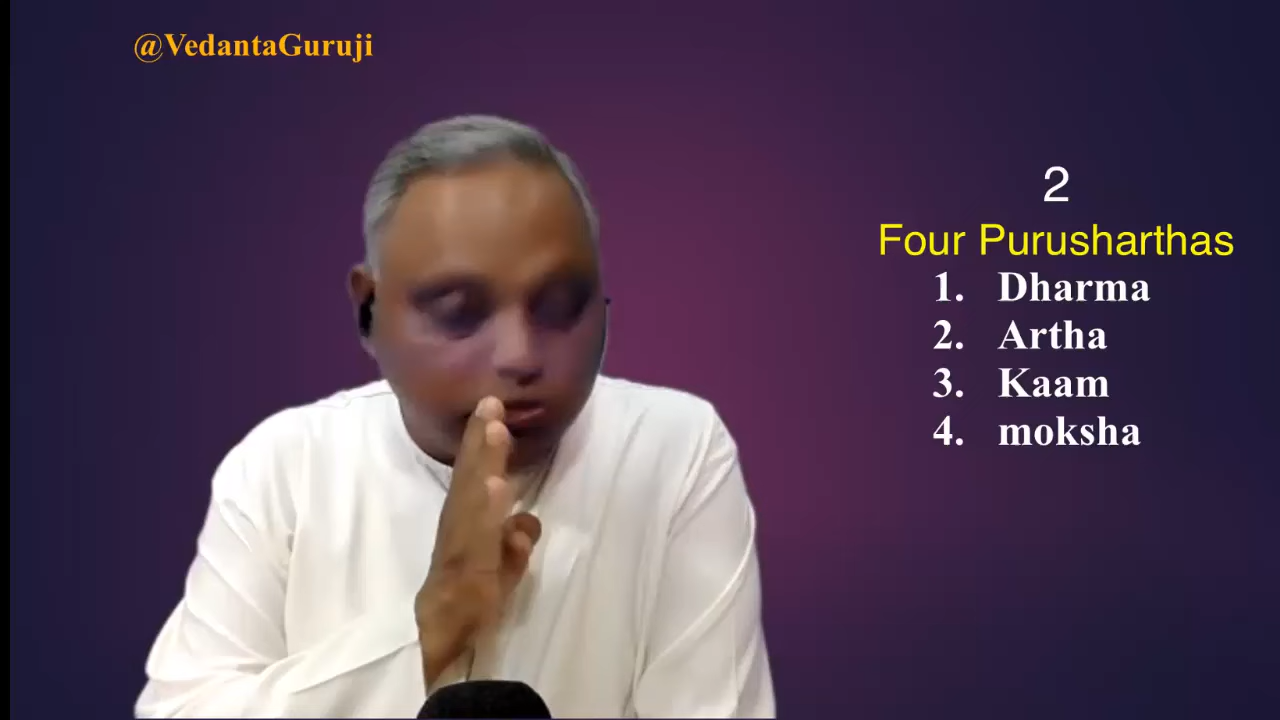 @VedantaGuruji
2
Four Purusharthas
1. Dharma
2. Artha
3. Kaam
4. moksha